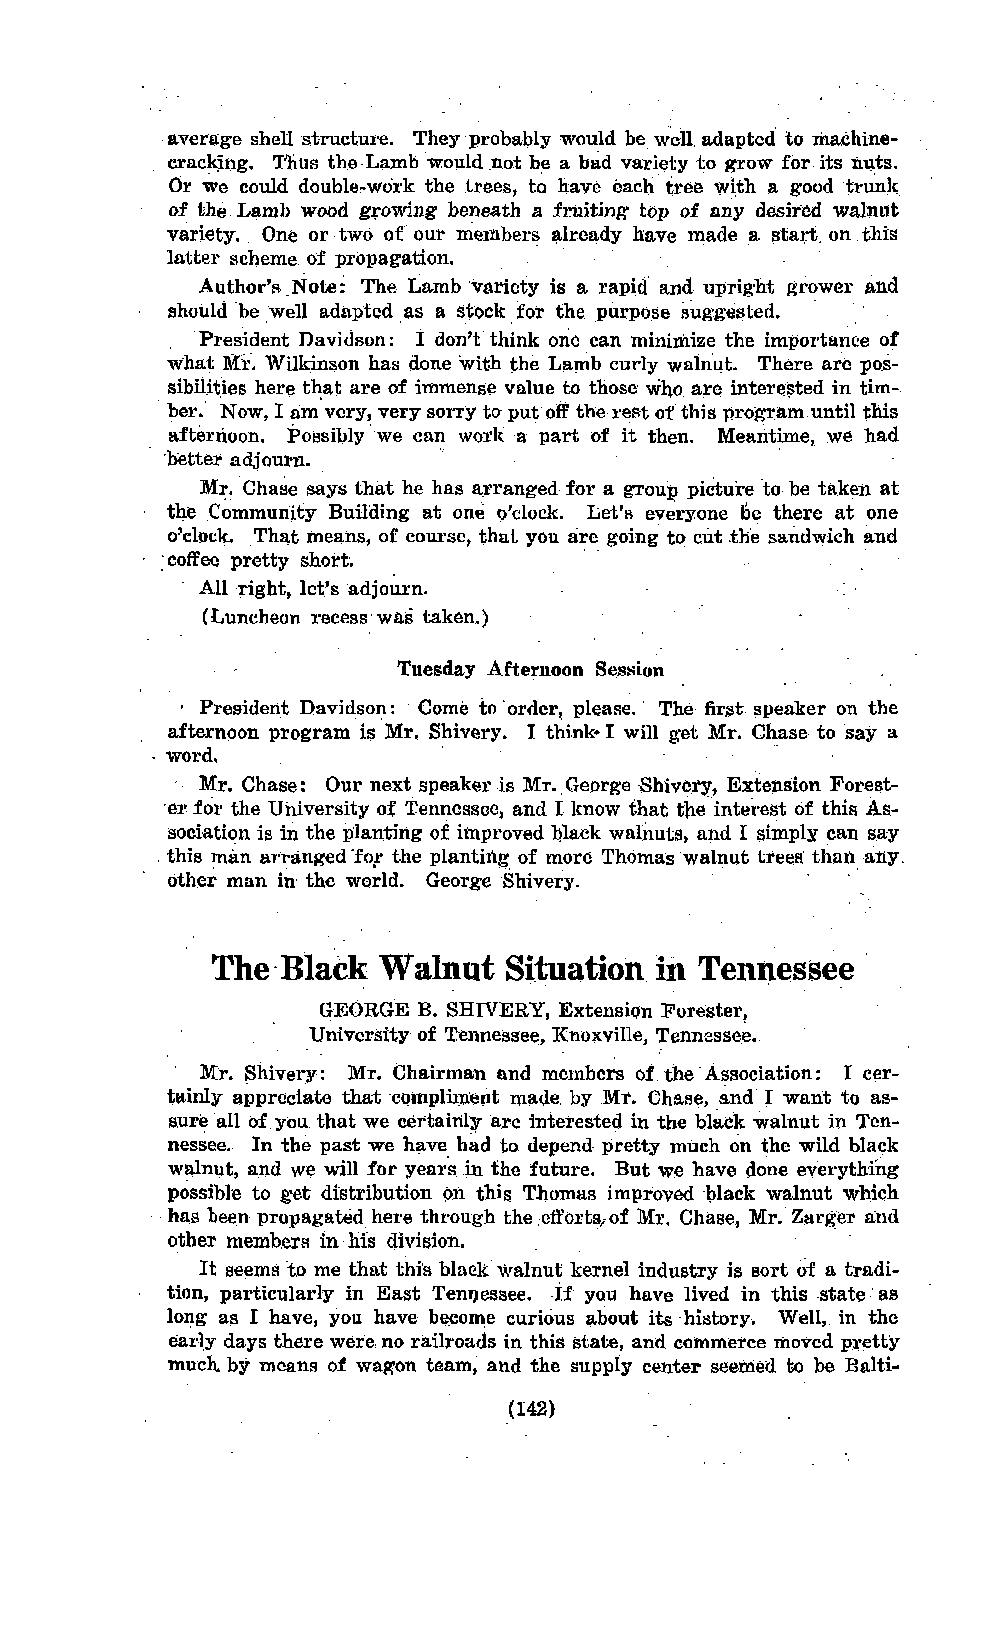 average shell structure. They probably would be well adapted to machine-
cracking. Thus the Lamb would not be a bad variety to grow for its nuts.
Or we could double-work the trees, to have each tree with a good trunk
of the Lamb wood growing beneath a fruiting top of any desired walnut
variety. One or two of our members already have made a start on this
latter scheme of propagation.
Author's Note: The Lamb variety is a rapid and upright grower and
should be well adapted as a stock for the purpose suggested.
President Davidson: I don't think one can minimize the importance of
what Mr. Wilkinson has done with the Lamb curly walnut. There are pos-
sibilities here that are of immense value to those who are interested in tim-
ber. Now, I am very, very sorry to put off the rest of this program until this
afternoon. Possibly we can work a part of it then. Meantime, we had
better adjourn.
Mr. Chase says that he has arranged for a group picture to be taken at
the Community Building at one o'clock. Let's everyone be there at one
o'clock. That means, of course, that you are going to cut the sandwich and
coffee pretty short.
All right, let's adjourn.
(Luncheon recess was taken.)
Tuesday Afternoon Session
President Davidson: Come to order, please. The first speaker on the
afternoon program is Mr. Shivery. I think I will get Mr. Chase to say a
word.
Mr. Chase: Our next speaker is Mr. George Shivery, Extension Forest-
er for the University of Tennessee, and I know that the interest of this As-
sociation is in the planting of improved black walnuts, and I simply can say
this man arranged for the planting of more Thomas walnut trees than any
other man in the world. George Shivery.
The Black Walnut Situation in Tennessee
GEORGE B. SHIVERY, Extension Forester,
University of Tennessee, Knoxville, Tennessee.
Mr. Shivery: Mr. Chairman and members of the Association: I cer-
tainly appreciate that compliment made by Mr. Chase, and I want to as-
sure all of you that we certainly are interested in the black walnut in Ten-
nessee. In the past we have had to depend pretty much on the wild black
walnut, and we will for years in the future. But we have done everything
possible to get distribution on this Thomas improved black walnut which
has been propagated here through the efforts of Mr. Chase, Mr. Zarger and
other members in his division.
It seems to me that this black walnut kernel industry is sort of a tradi-
tion, particularly in East Tennessee. If you have lived in this state as
long as I have, you have become curious about its history. Well, in the
early days there were no railroads in this state, and commerce moved pretty
much by means of wagon team, and the supply center seemed to be Balti-
(142)